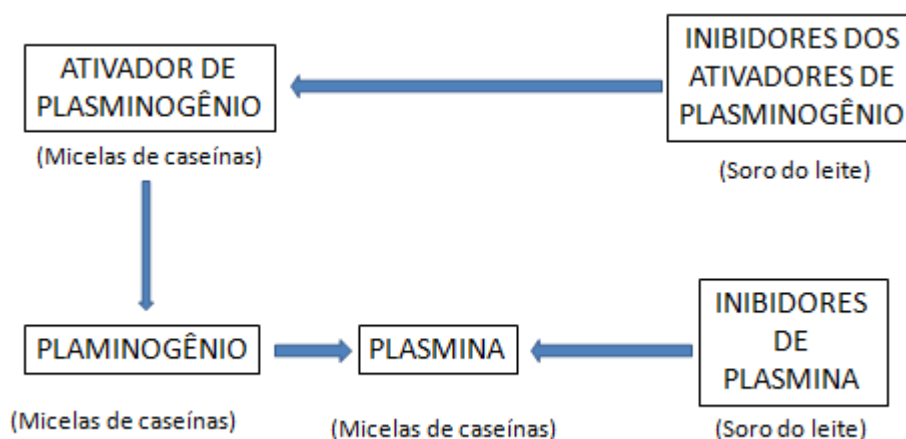 ATIVADOR DE
PLASMINOGÊNIO
(Micelas de caseínas)
INIBIDORES DOS
ATIVADORES DE
PLASMINOGÊNIO
(Soro do leite)
PLAMINOGÊNIO
(Micelas de caseínas)
PLASMINA
(Micelas de caseínas)
INIBIDORES
DE
PLASMINA
(Soro do leite)